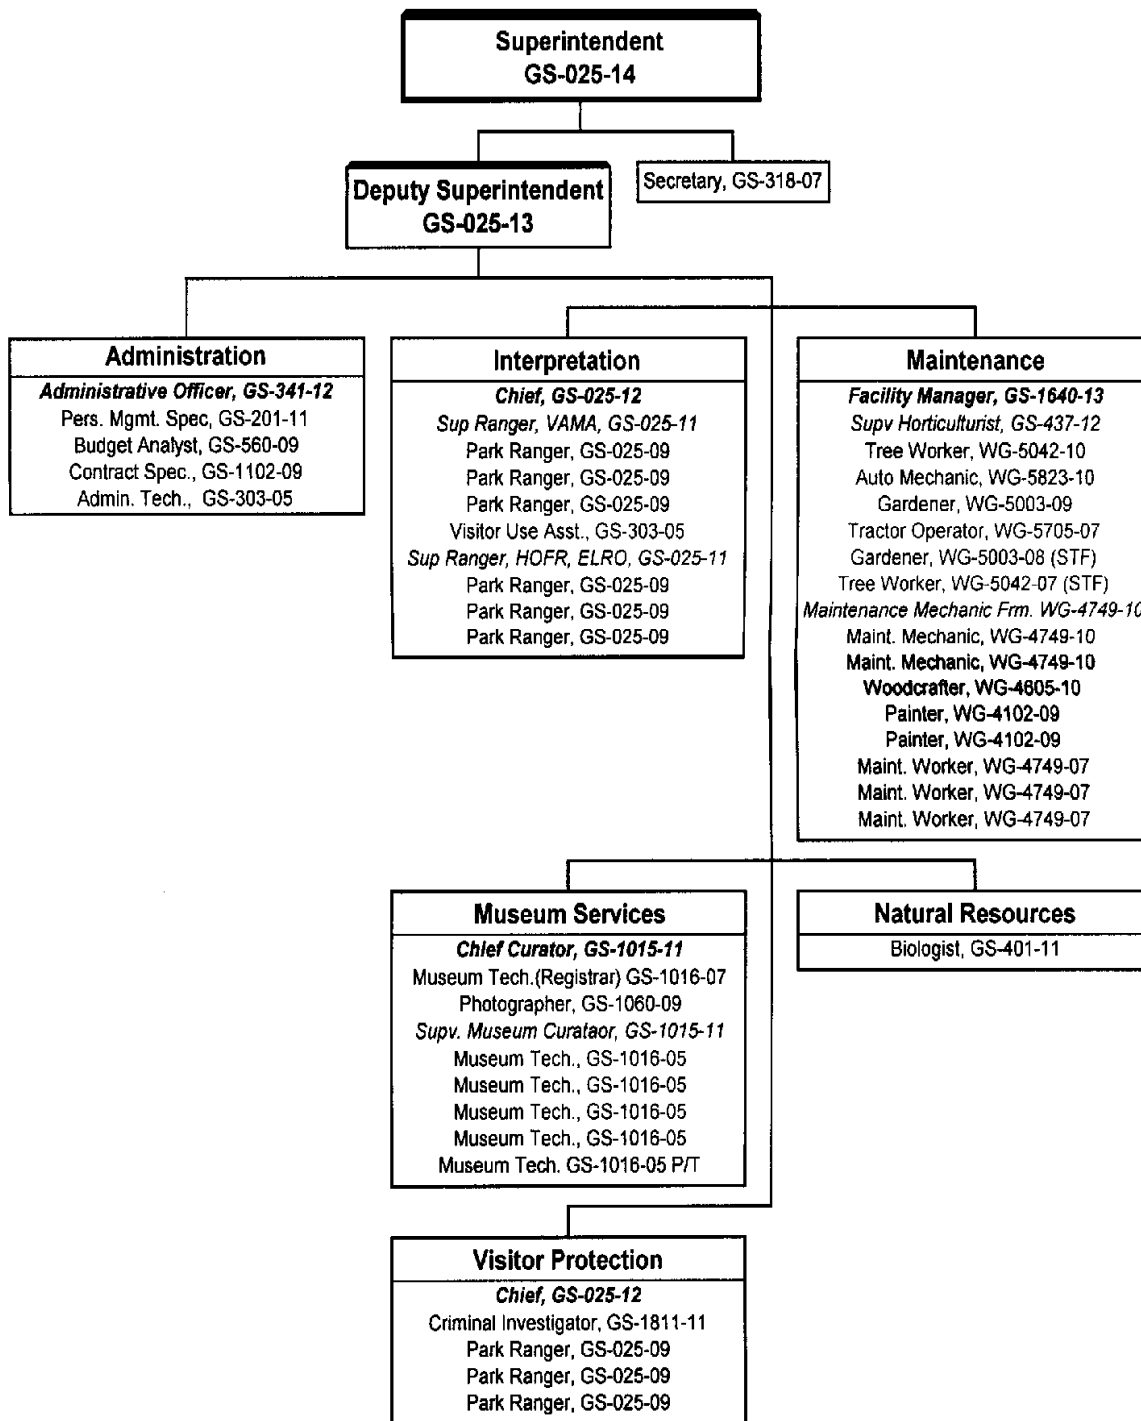 Superintendent
GS-025-14
Deputy Superintendent
GS-025-13
Secretary, GS-318-07
Administration
Administrative Officer, GS-341-12
Pers. Mgmt. Spec, GS-201-11
Budget Analyst, GS-560-09
Contract Spec., GS-1102-09
Admin. Tech., GS-303-05
Interpretation
Chief, GS-025-12
Sup Ranger, VAMA, GS-025-11
Park Ranger, GS-025-09
Park Ranger, GS-025-09
Park Ranger, GS-025-09
Visitor Use Asst., GS-303-05
Sup Ranger, HOFR, ELRO, GS-025-11
Park Ranger, GS-025-09
Park Ranger, GS-025-09
Park Ranger, GS-025-09
Maintenance
Facility Manager, GS-1640-13
Supv Horticulturist, GS-437-12
Tree Worker, WG-5042-10
Auto Mechanic, WG-5823-10
Gardener, WG-5003-09
Tractor Operator, WG-5705-07
Gardener, WG-5003-08 (STF)
Tree Worker, WG-5042-07 (STF)
Maintenance Mechanic Frm. WG-4749-10
Maint. Mechanic, WG-4749-10
Maint. Mechanic, WG-4749-10
Woodcrafter, WG-4605-10
Painter, WG-4102-09
Painter, WG-4102-09
Maint. Worker, WG-4749-07
Maint. Worker, WG-4749-07
Maint. Worker, WG-4749-07
Museum Services
Chief Curator, GS-1015-11
Museum Tech.(Registrar) GS-1016-07
Photographer, GS-1060-09
Supv. Museum Curataor, GS-1015-11
Museum Tech., GS-1016-05
Museum Tech., GS-1016-05
Museum Tech., GS-1016-05
Museum Tech., GS-1016-05
Museum Tech. GS-1016-05 P/T
Natural Resources
Biologist, GS-401-11
Visitor Protection
Chief, GS-025-12
Criminal Investigator, GS-1811-11
Park Ranger, GS-025-09
Park Ranger, GS-025-09
Park Ranger, GS-025-09